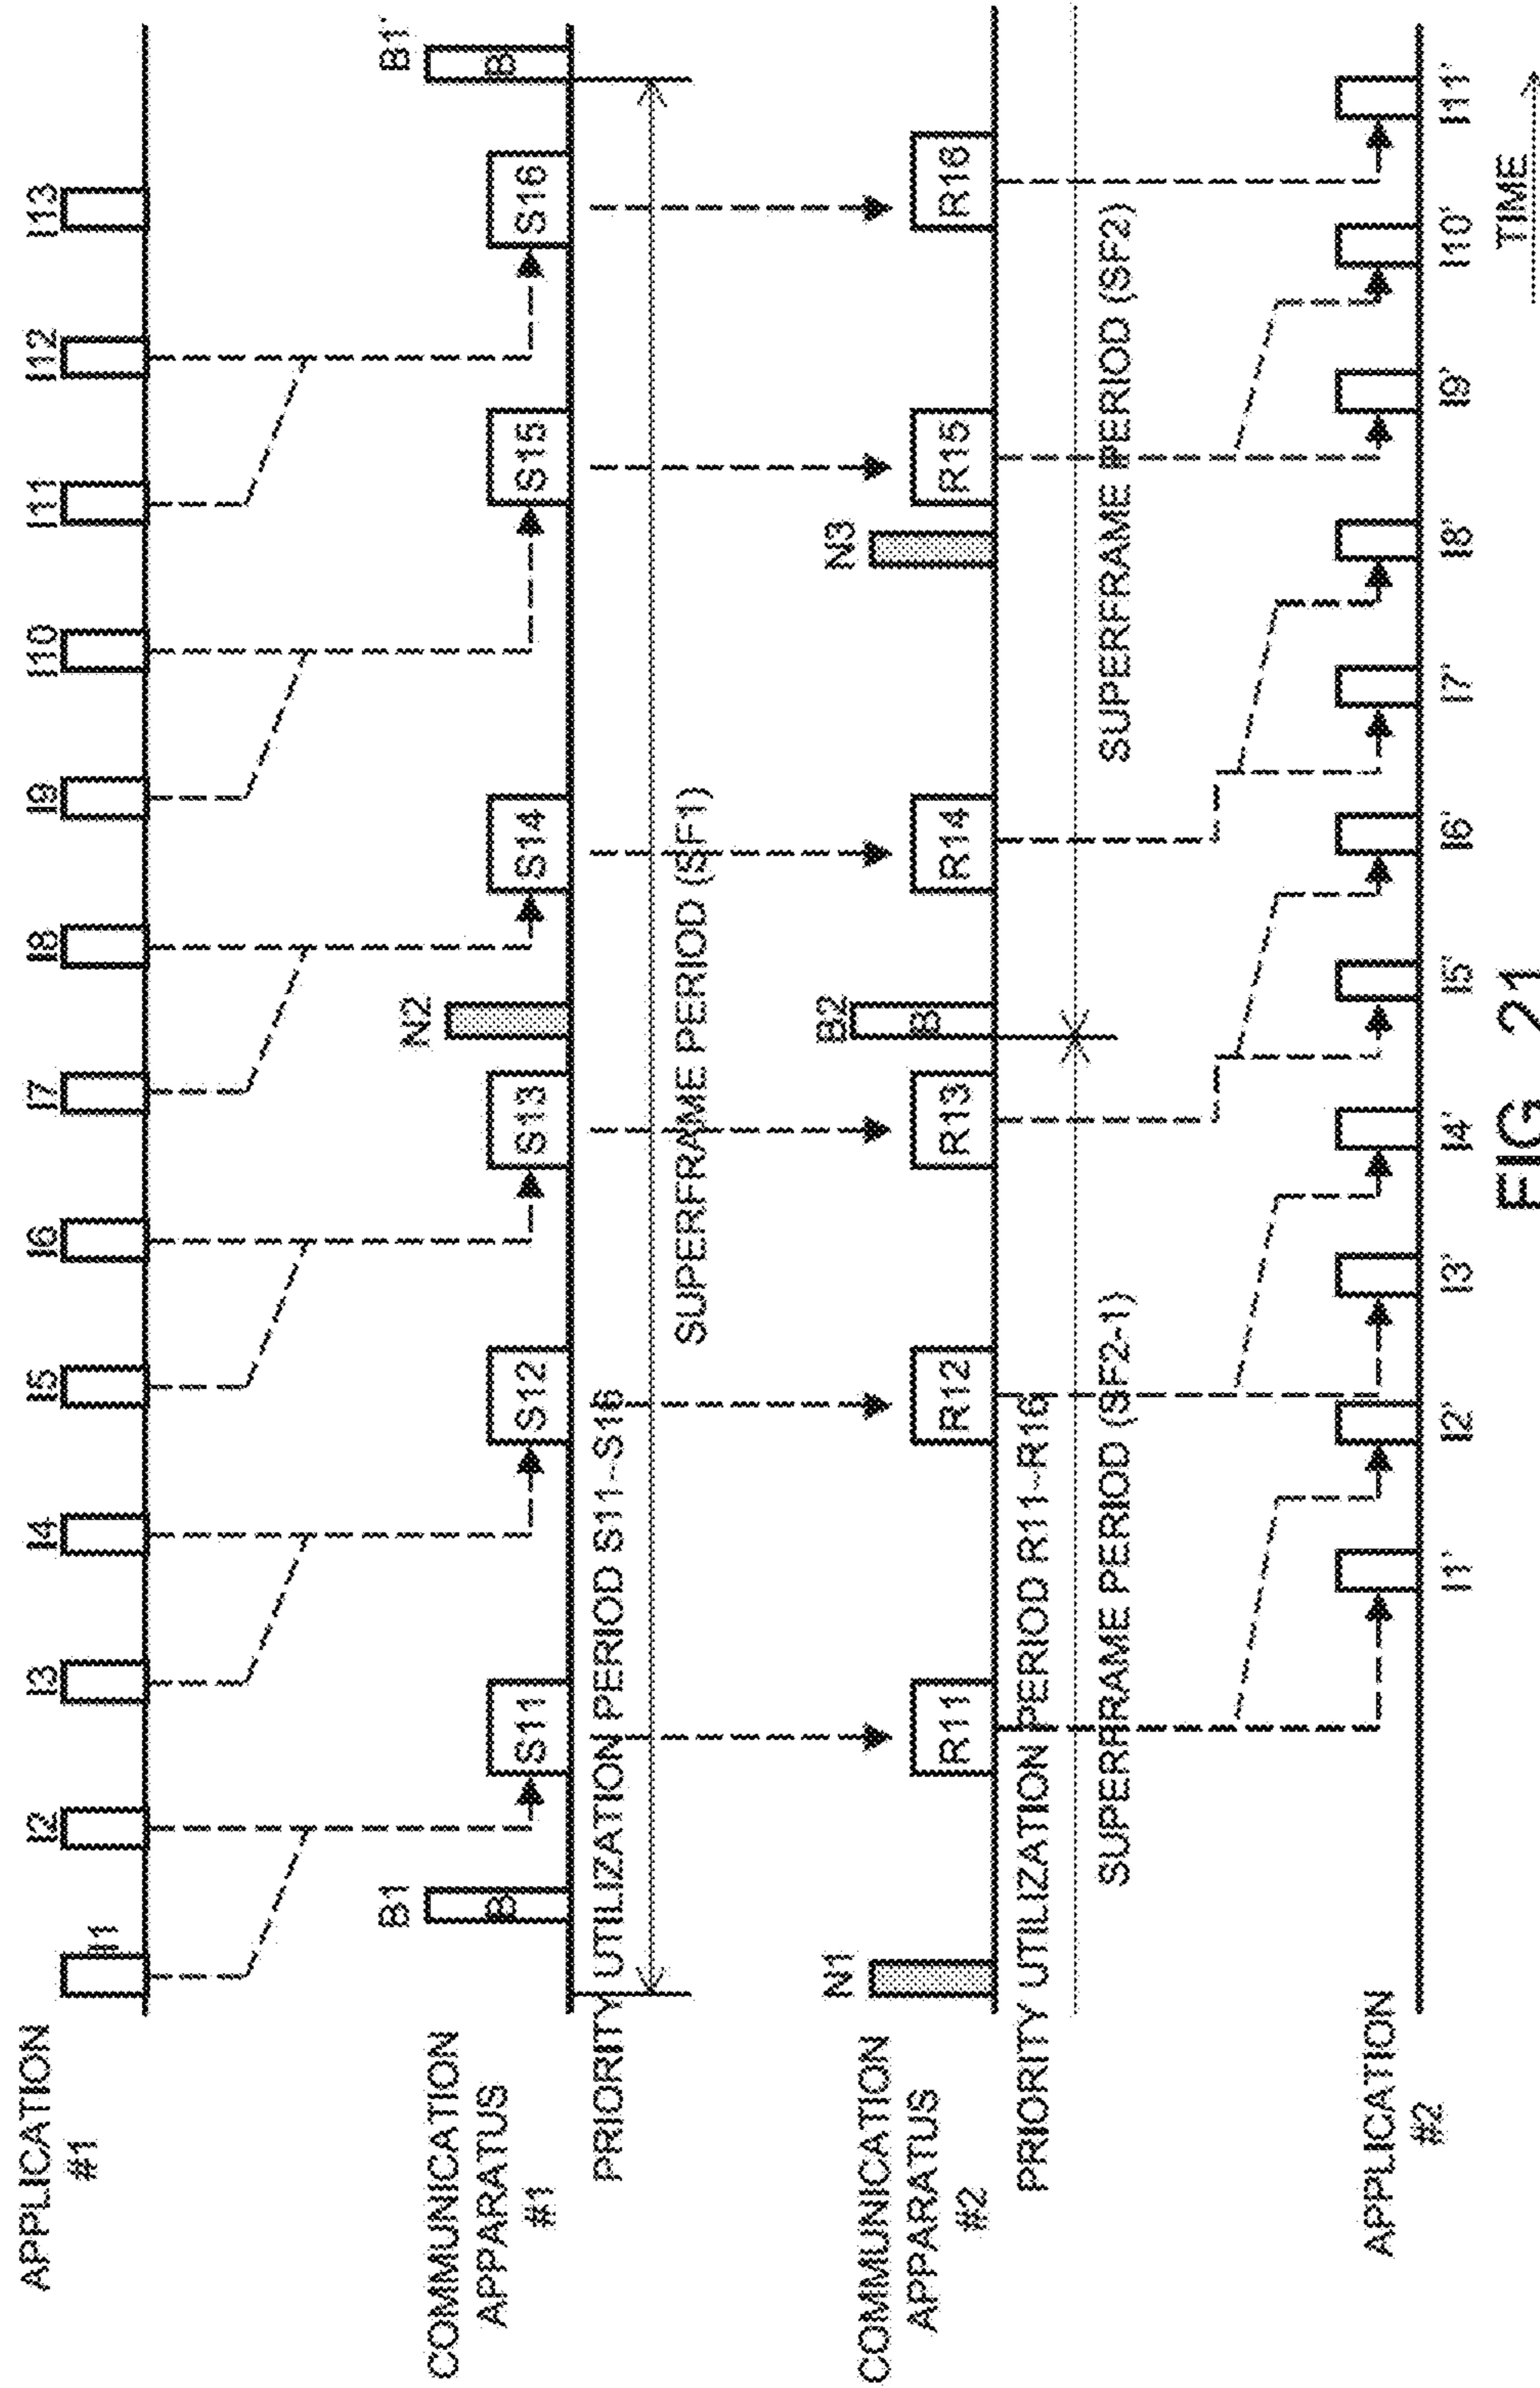 APPLICATION
#1
I1
I2
I3
I4
I5
I6
I7
I8
I9
I10
I11
I12
I13
COMMUNICATION
APPARATUS
#1
B1
B
S11
S12
S13
N2
S14
S15
S16
B1'
B
PRIORITY UTILIZATION PERIOD S11~S16
SUPERFRAME PERIOD (SF1)
COMMUNICATION
APPARATUS
#2
N1
R11
R12
R13
B2
B
R14
N3
R15
R16
PRIORITY UTILIZATION PERIOD R11~R16
SUPERFRAME PERIOD (SF2-1)
SUPERFRAME PERIOD (SF2)
APPLICATION
#2
I1'
I2'
I3'
I4'
I5'
I6'
I7'
I8'
I9'
I10'
I11'
TIME
FIG. 21